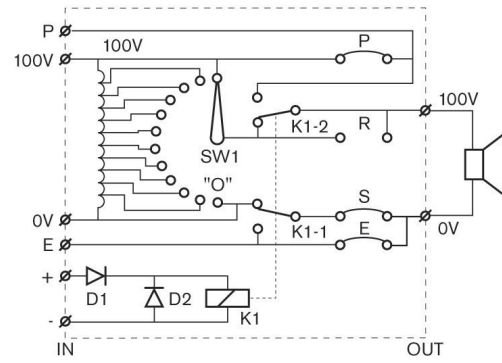 P
100V
100V
P
100V
K1-2
R
SW1
"O"
S
0V
K1-1
E
0V
E
+
D1
D2
K1
-
IN
OUT